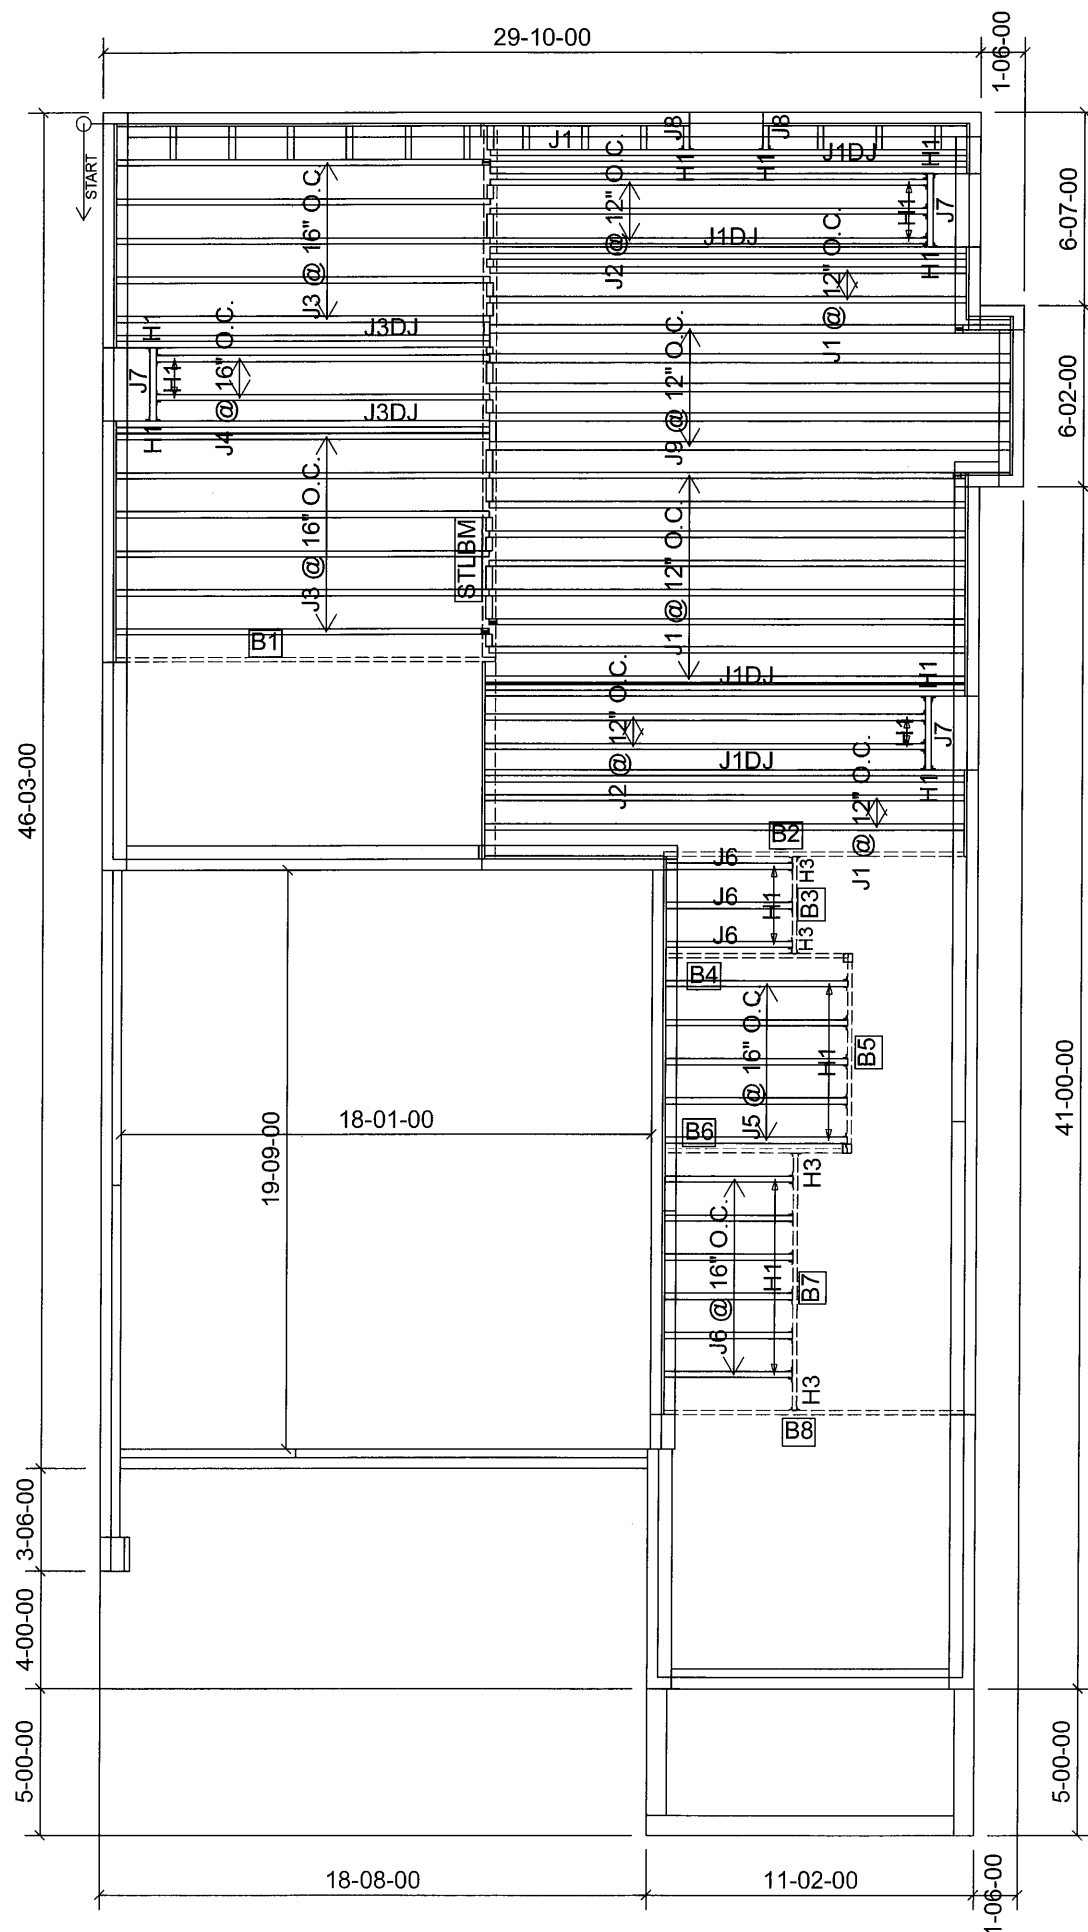 29-10-00
1-06-00
START
J1
J8
J8
J1DJ
H1
H1
H1
6-07-00
J3 @ 16" O.C.
J2 @ 12" O.C.
J1DJ
H1
J7
H1
J1 @ 12" O.C.
J3DJ
H1
J7
H1
J4 @ 16" O.C.
J3DJ
H1
J9 @ 12" O.C.
6-02-00
J3 @ 16" O.C.
STLBM
J1 @ 12" O.C.
B1
J1DJ
H1
J2 @ 12" O.C.
J1DJ
H1
J7
H1
J1 @ 12" O.C.
46-03-00
B2
J6
H3
J6
H1
B3
J6
H3
B4
J5 @ 16" O.C.
H1
B5
41-00-00
18-01-00
19-09-00
B6
H3
J6 @ 16" O.C.
H1
B7
H3
B8
3-06-00
4-00-00
5-00-00
5-00-00
18-08-00
11-02-00
1-06-00